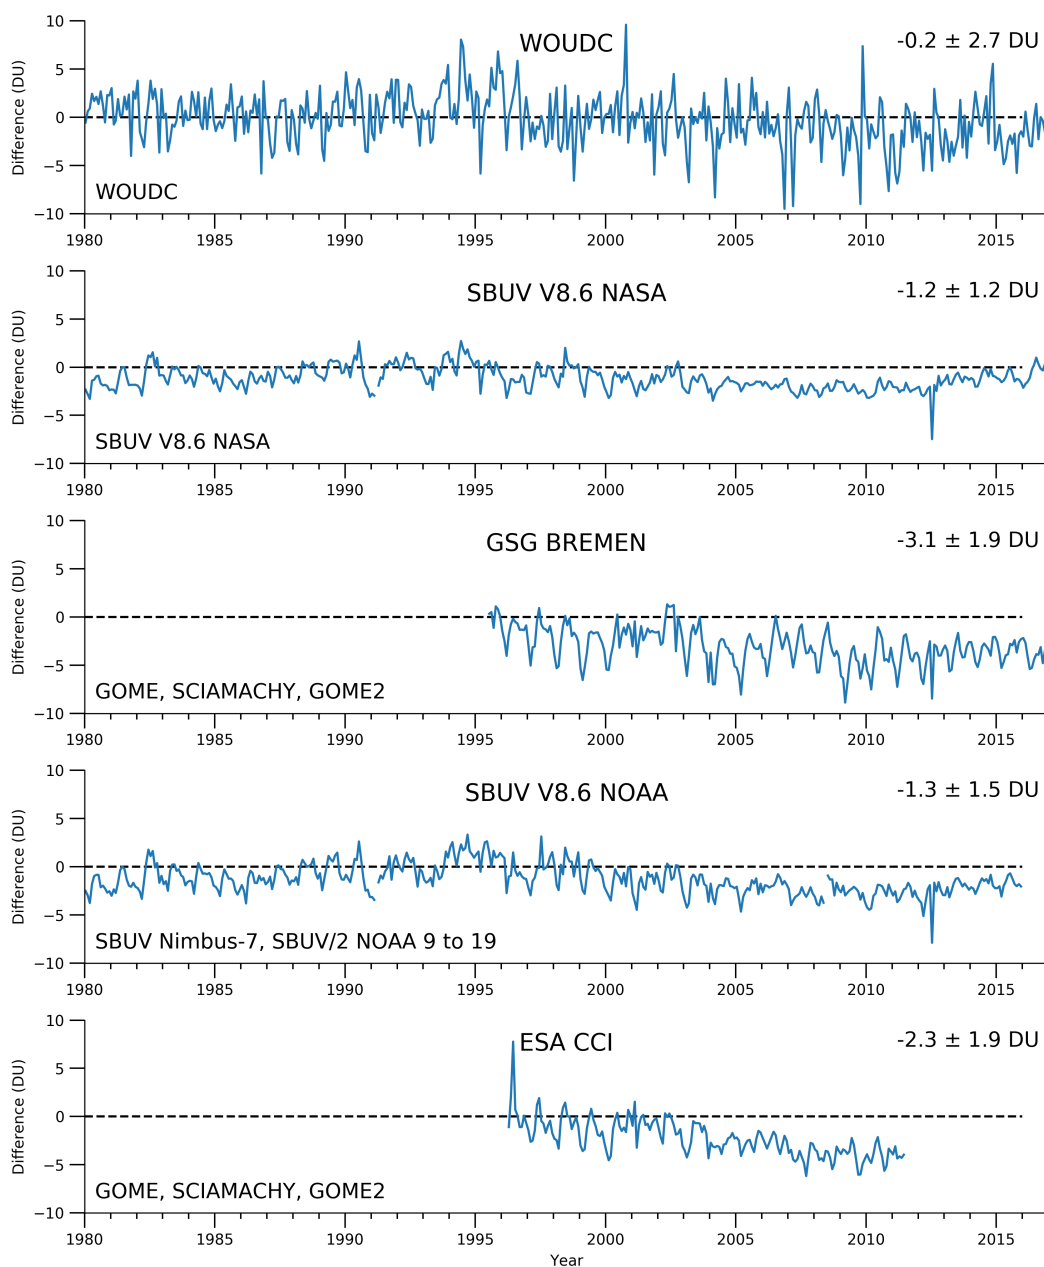 WOUDC
-0.2 ± 2.7 DU
Difference (DU)
10
5
0
−5
−10
WOUDC
1980 1985 1990 1995 2000 2005 2010 2015
SBUV V8.6 NASA
-1.2 ± 1.2 DU
Difference (DU)
10
5
0
−5
−10
SBUV V8.6 NASA
1980 1985 1990 1995 2000 2005 2010 2015
GSG BREMEN
-3.1 ± 1.9 DU
Difference (DU)
10
5
0
−5
−10
GOME, SCIAMACHY, GOME2
1980 1985 1990 1995 2000 2005 2010 2015
SBUV V8.6 NOAA
-1.3 ± 1.5 DU
Difference (DU)
10
5
0
−5
−10
SBUV Nimbus-7, SBUV/2 NOAA 9 to 19
1980 1985 1990 1995 2000 2005 2010 2015
ESA CCI
-2.3 ± 1.9 DU
Difference (DU)
10
5
0
−5
−10
GOME, SCIAMACHY, GOME2
1980 1985 1990 1995 2000 2005 2010 2015
Year